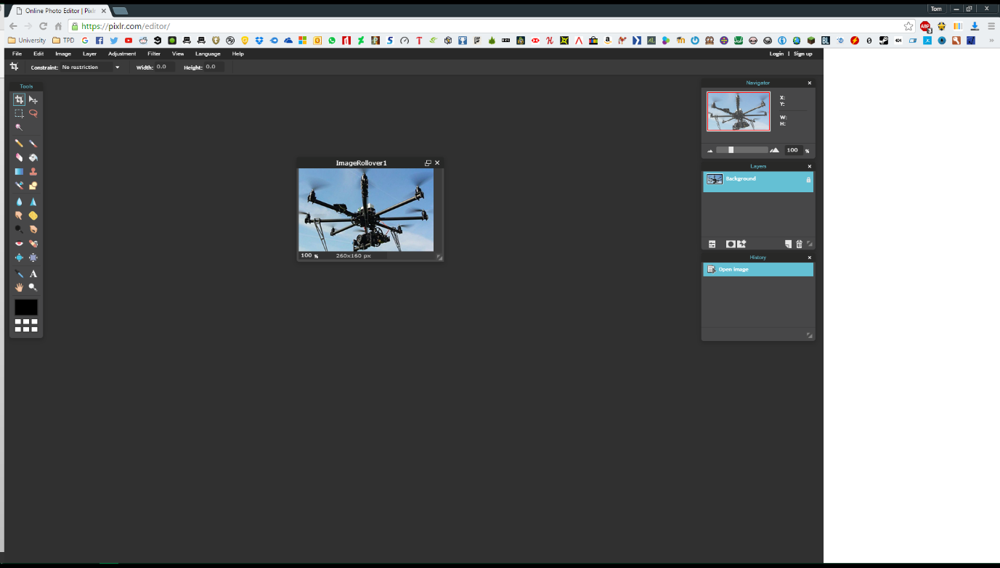 Online Photo Editor | Pixlr
Tom
https://pixlr.com/editor/
University TPD
File Edit Image Layer Adjustment Filter View Language Help
Login | Sign up
Constraint: No restriction Width: 0.0 Height: 0.0
Tools
Navigator
X:
Y:
W:
H:
100 %
ImageRollover1
100 % 260x160 px
Layers
Background
History
Open image
A